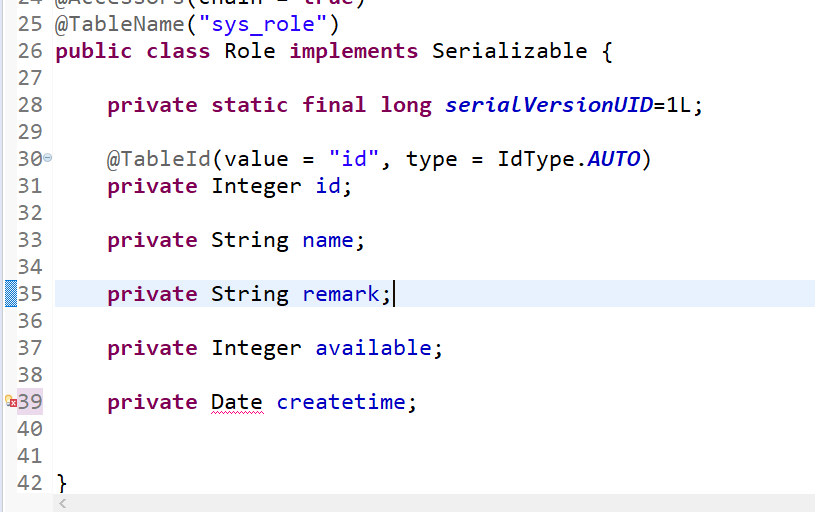 24 @Accessors(chain = true)
25 @TableName("sys_role")
26 public class Role implements Serializable {
27
28     private static final long serialVersionUID=1L;
29
30     @TableId(value = "id", type = IdType.AUTO)
31     private Integer id;
32
33     private String name;
34
35     private String remark;
36
37     private Integer available;
38
39     private Date createtime;
40
41
42 }